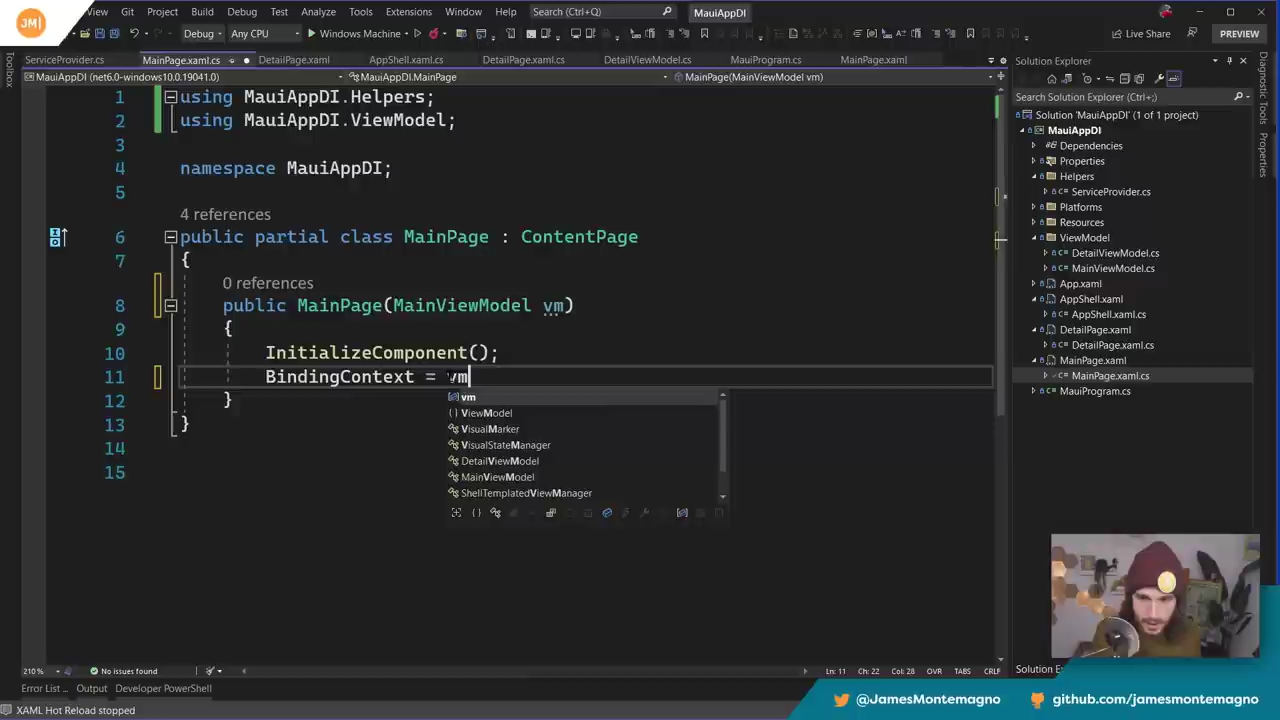 JM|
Git Project Build Debug Test Analyze Tools Extensions Window Help Search (Ctrl+Q) MauiAppDI
Debug Any CPU Windows Machine Live Share PREVIEW
Toolbox
ServiceProvider.cs MainPage.xaml.cs DetailPage.xaml AppShell.xaml.cs DetailPage.xaml.cs DetailViewModel.cs MauiProgram.cs MainPage.xaml
MauiAppDI (net6.0-windows10.0.19041.0) MauiAppDI.MainPage MainPage(MainViewModel vm)
1 using MauiAppDI.Helpers;
2 using MauiAppDI.ViewModel;
3
4 namespace MauiAppDI;
5
4 references
6 public partial class MainPage : ContentPage
7 {
0 references
8 public MainPage(MainViewModel vm)
9 {
10 InitializeComponent();
11 BindingContext = vm
12 }
13 }
14
15
vm
ViewModel
VisualMarker
VisualStateManager
DetailViewModel
MainViewModel
ShellTemplatedViewManager
Solution Explorer
Search Solution Explorer (Ctrl+;)
Solution 'MauiAppDI' (1 of 1 project)
MauiAppDI
Dependencies
Properties
Helpers
ServiceProvider.cs
Platforms
Resources
ViewModel
DetailViewModel.cs
MainViewModel.cs
App.xaml
AppShell.xaml
AppShell.xaml.cs
DetailPage.xaml
DetailPage.xaml.cs
MainPage.xaml
MainPage.xaml.cs
MauiProgram.cs
Diagnostic Tools
Properties
210 % No issues found Ln: 11 Ch: 22 Col: 28 OVR TABS CRLF
Solution Ex
Error List ... Output Developer PowerShell
XAML Hot Reload stopped
@JamesMontemagno github.com/jamesmontemagno